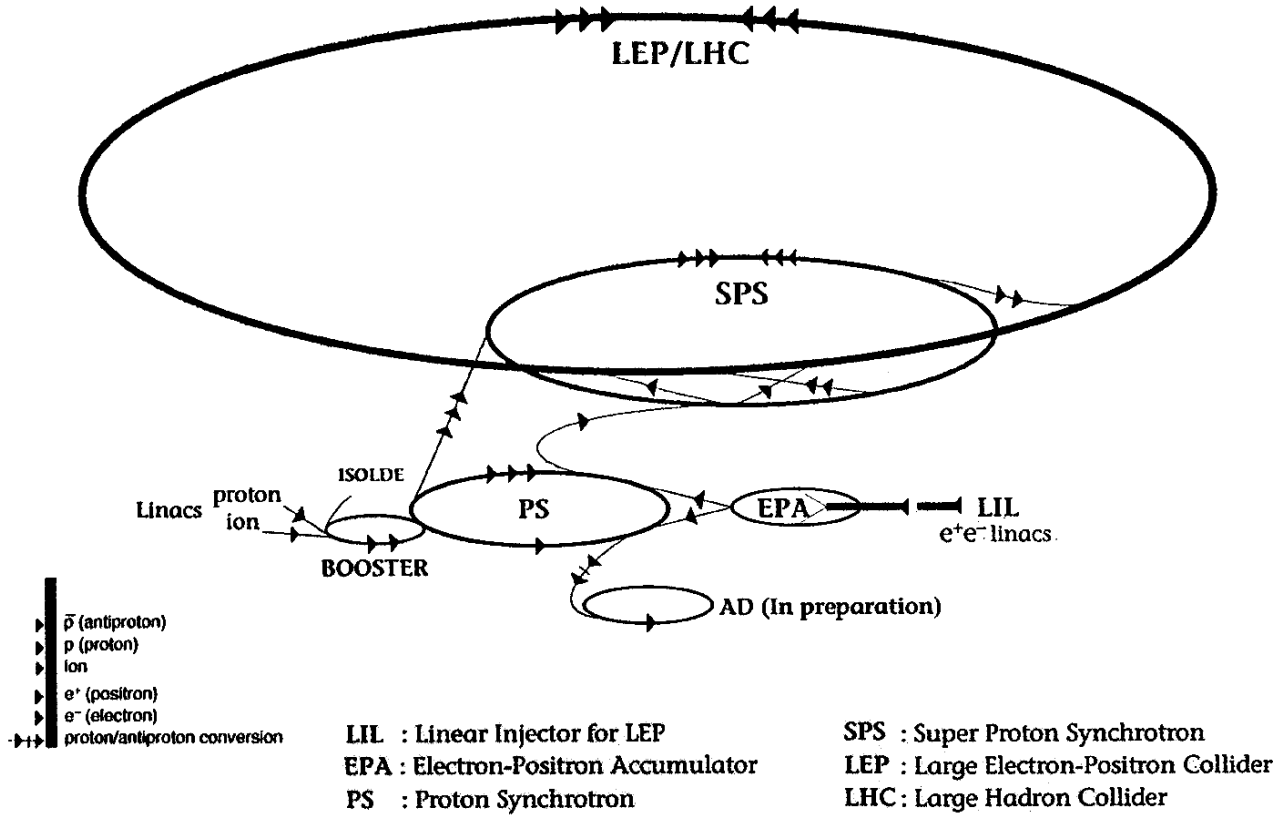 LEP/LHC
SPS
ISOLDE
Linacs proton
ion
PS
EPA
LIL
e⁺e⁻ linacs
BOOSTER
AD (In preparation)
p̅ (antiproton)
p (proton)
ion
e⁺ (positron)
e⁻ (electron)
proton/antiproton conversion
LIL : Linear Injector for LEP
EPA : Electron-Positron Accumulator
PS : Proton Synchrotron
SPS : Super Proton Synchrotron
LEP : Large Electron-Positron Collider
LHC : Large Hadron Collider